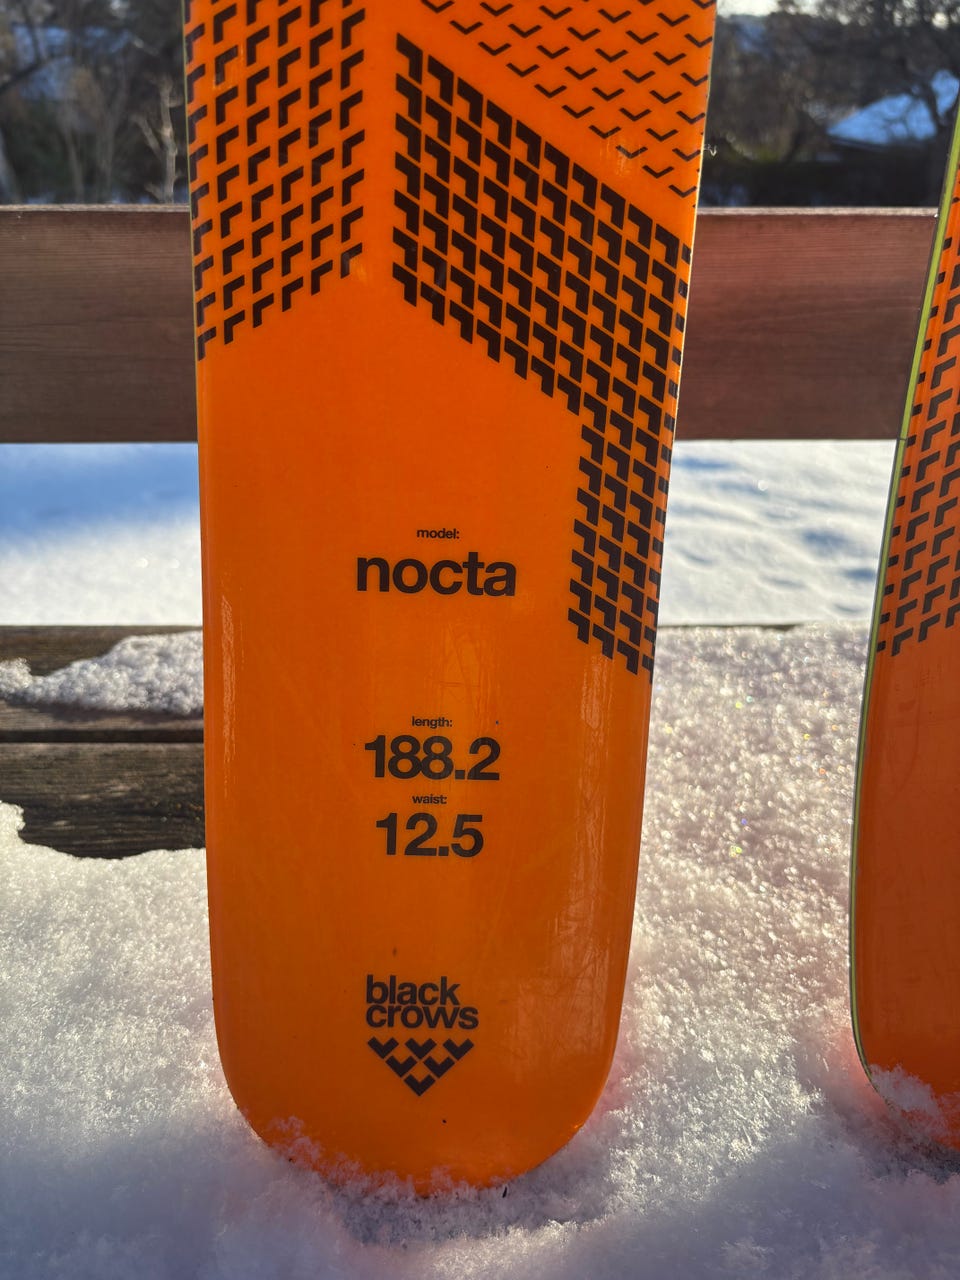 model:
nocta
length:
188.2
waist:
12.5
black
crows